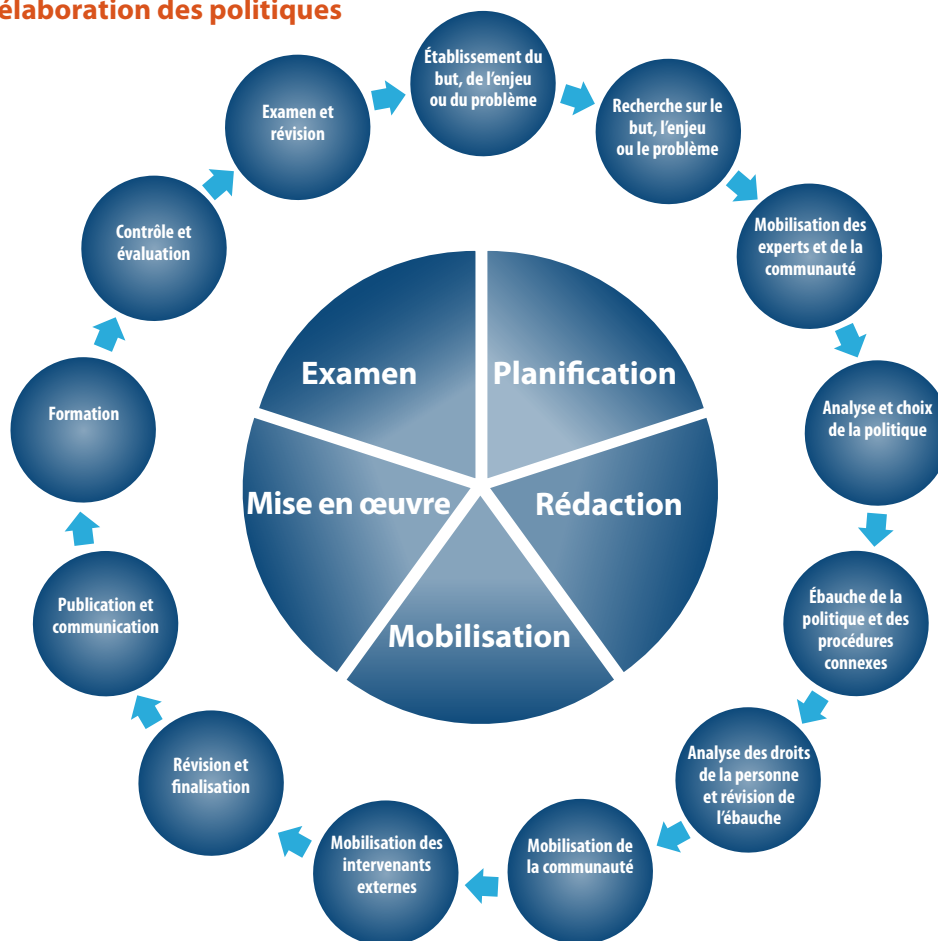 élaboration des politiques
Établissement du
but, de l’enjeu
ou du problème
Recherche sur le
but, l’enjeu
ou le problème
Mobilisation des
experts et de la
communauté
Analyse et choix
de la politique
Ébauche de la
politique et des
procédures
connexes
Analyse des droits
de la personne
et révision de
l’ébauche
Mobilisation de
la communauté
Mobilisation des
intervenants
externes
Révision et
finalisation
Publication et
communication
Formation
Contrôle et
évaluation
Examen et
révision
Planification
Rédaction
Mobilisation
Mise en œuvre
Examen